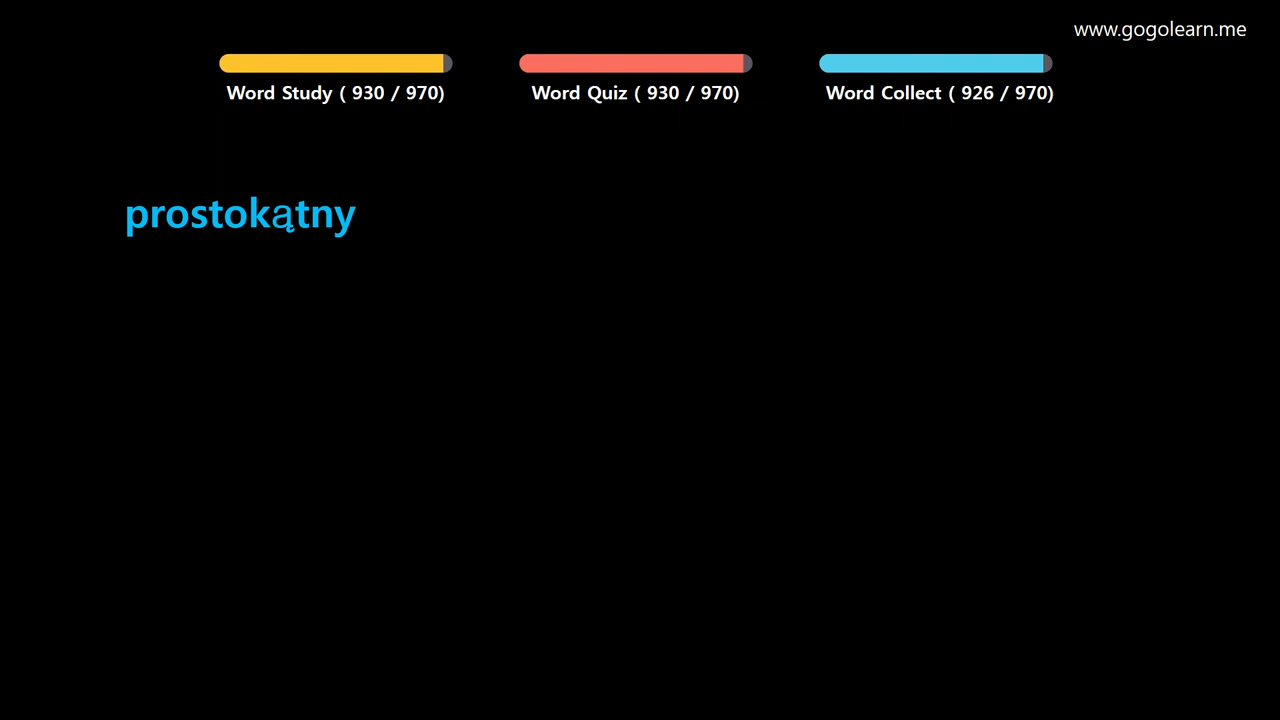 www.gogolearn.me
Word Study ( 930 / 970)
Word Quiz ( 930 / 970)
Word Collect ( 926 / 970)
prostokątny